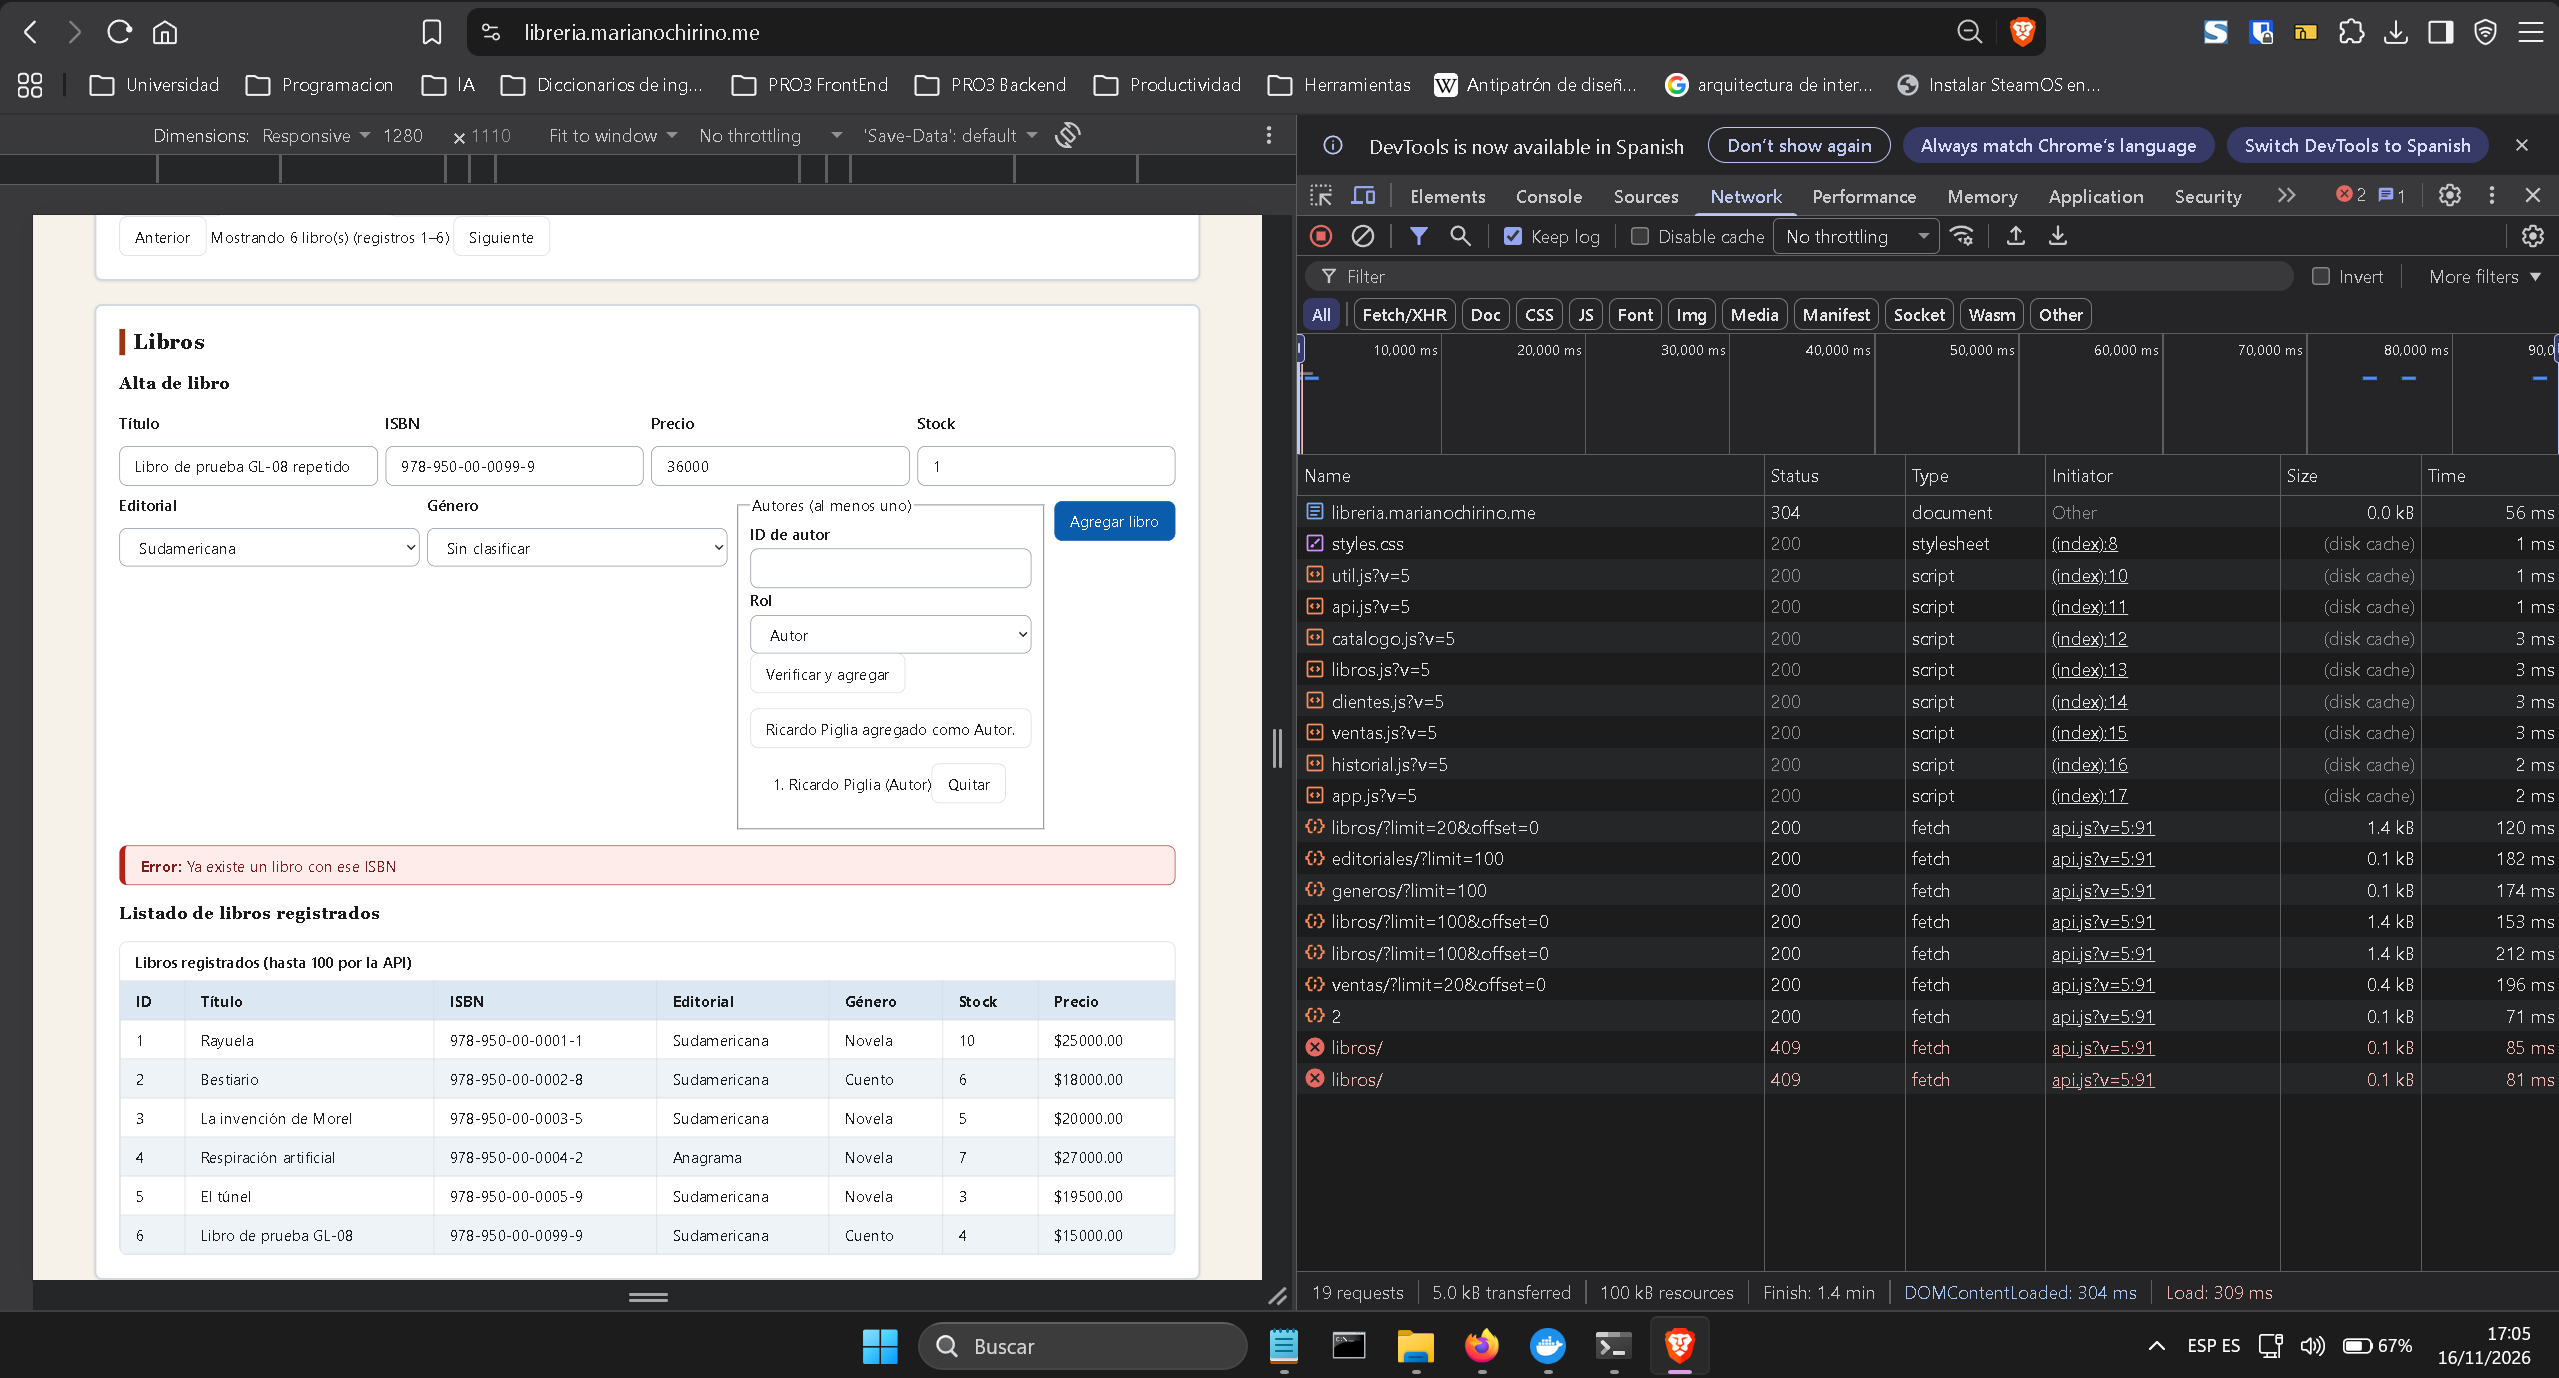 libreria.marianochirino.me
Universidad
Programacion
IA
Diccionarios de ing...
PRO3 FrontEnd
PRO3 Backend
Productividad
Herramientas
Antipatrón de diseñ...
arquitectura de inter...
Instalar SteamOS en...
Dimensions: Responsive 1280 × 1110 Fit to window No throttling 'Save-Data': default
Anterior Mostrando 6 libro(s) (registros 1–6) Siguiente
Libros
Alta de libro
Título ISBN Precio Stock
Libro de prueba GL-08 repetido 978-950-00-0099-9 36000 1
Editorial Género
Sudamericana Sin clasificar
Autores (al menos uno)
ID de autor
Rol
Autor
Verificar y agregar
Ricardo Piglia agregado como Autor.
1. Ricardo Piglia (Autor) Quitar
Agregar libro
Error: Ya existe un libro con ese ISBN
Listado de libros registrados
Libros registrados (hasta 100 por la API)
ID Título ISBN Editorial Género Stock Precio
1 Rayuela 978-950-00-0001-1 Sudamericana Novela 10 $25000.00
2 Bestiario 978-950-00-0002-8 Sudamericana Cuento 6 $18000.00
3 La invención de Morel 978-950-00-0003-5 Sudamericana Novela 5 $20000.00
4 Respiración artificial 978-950-00-0004-2 Anagrama Novela 7 $27000.00
5 El túnel 978-950-00-0005-9 Sudamericana Novela 3 $19500.00
6 Libro de prueba GL-08 978-950-00-0099-9 Sudamericana Cuento 4 $15000.00
DevTools is now available in Spanish Don't show again Always match Chrome's language Switch DevTools to Spanish
Elements Console Sources Network Performance Memory Application Security 2 1
Keep log Disable cache No throttling
Filter Invert More filters
All Fetch/XHR Doc CSS JS Font Img Media Manifest Socket Wasm Other
10,000 ms 20,000 ms 30,000 ms 40,000 ms 50,000 ms 60,000 ms 70,000 ms 80,000 ms 90,0
Name Status Type Initiator Size Time
libreria.marianochirino.me 304 document Other 0.0 kB 56 ms
styles.css 200 stylesheet (index):8 (disk cache) 1 ms
util.js?v=5 200 script (index):10 (disk cache) 1 ms
api.js?v=5 200 script (index):11 (disk cache) 1 ms
catalogo.js?v=5 200 script (index):12 (disk cache) 3 ms
libros.js?v=5 200 script (index):13 (disk cache) 3 ms
clientes.js?v=5 200 script (index):14 (disk cache) 3 ms
ventas.js?v=5 200 script (index):15 (disk cache) 3 ms
historial.js?v=5 200 script (index):16 (disk cache) 2 ms
app.js?v=5 200 script (index):17 (disk cache) 2 ms
libros/?limit=20&offset=0 200 fetch api.js?v=5:91 1.4 kB 120 ms
editoriales/?limit=100 200 fetch api.js?v=5:91 0.1 kB 182 ms
generos/?limit=100 200 fetch api.js?v=5:91 0.1 kB 174 ms
libros/?limit=100&offset=0 200 fetch api.js?v=5:91 1.4 kB 153 ms
libros/?limit=100&offset=0 200 fetch api.js?v=5:91 1.4 kB 212 ms
ventas/?limit=20&offset=0 200 fetch api.js?v=5:91 0.4 kB 196 ms
2 200 fetch api.js?v=5:91 0.1 kB 71 ms
libros/ 409 fetch api.js?v=5:91 0.1 kB 85 ms
libros/ 409 fetch api.js?v=5:91 0.1 kB 81 ms
19 requests 5.0 kB transferred 100 kB resources Finish: 1.4 min DOMContentLoaded: 304 ms Load: 309 ms
Buscar
ESP ES
67%
17:05
16/11/2026